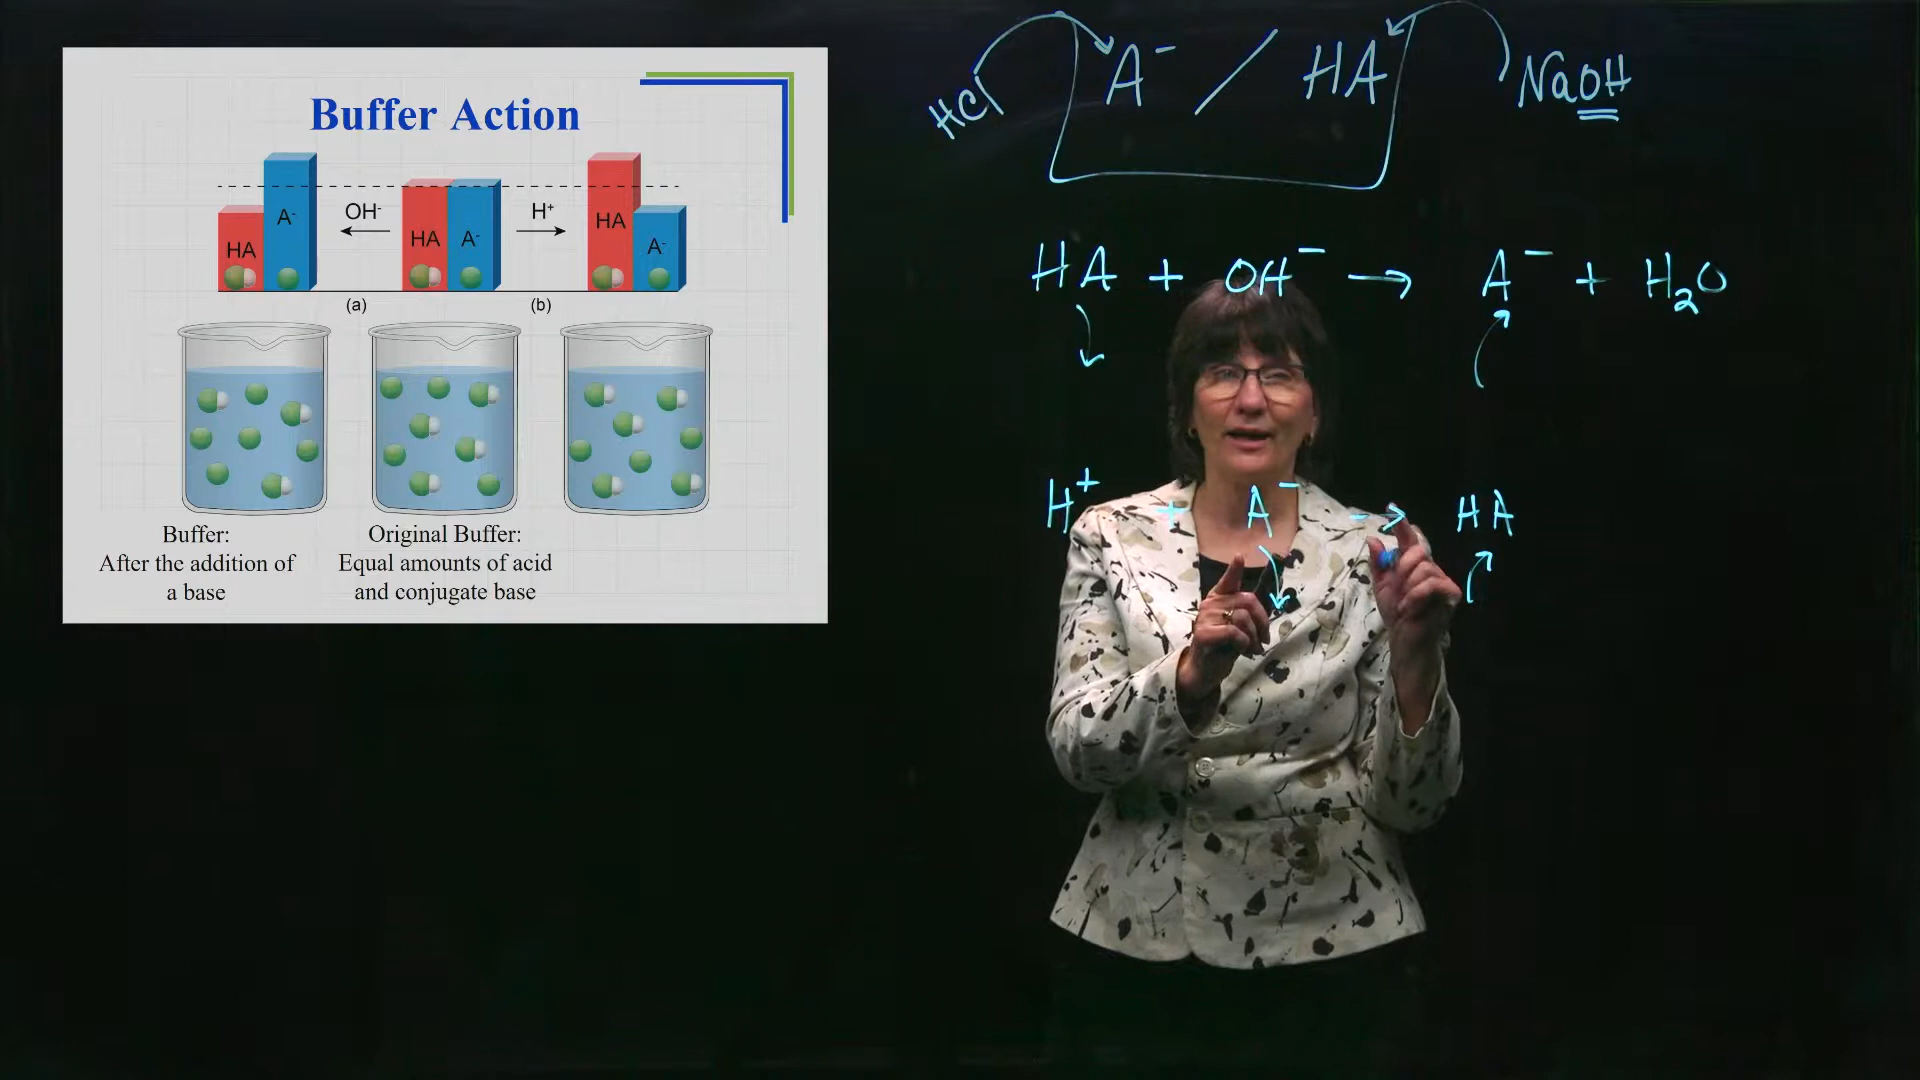 Buffer Action
HA A⁻ OH⁻ HA A⁻ H⁺ HA A⁻
(a) (b)
Buffer:
After the addition of
a base
Original Buffer:
Equal amounts of acid
and conjugate base
HCl A⁻ / HA NaOH
HA + OH⁻ → A⁻ + H₂O
H⁺ + A⁻ → HA